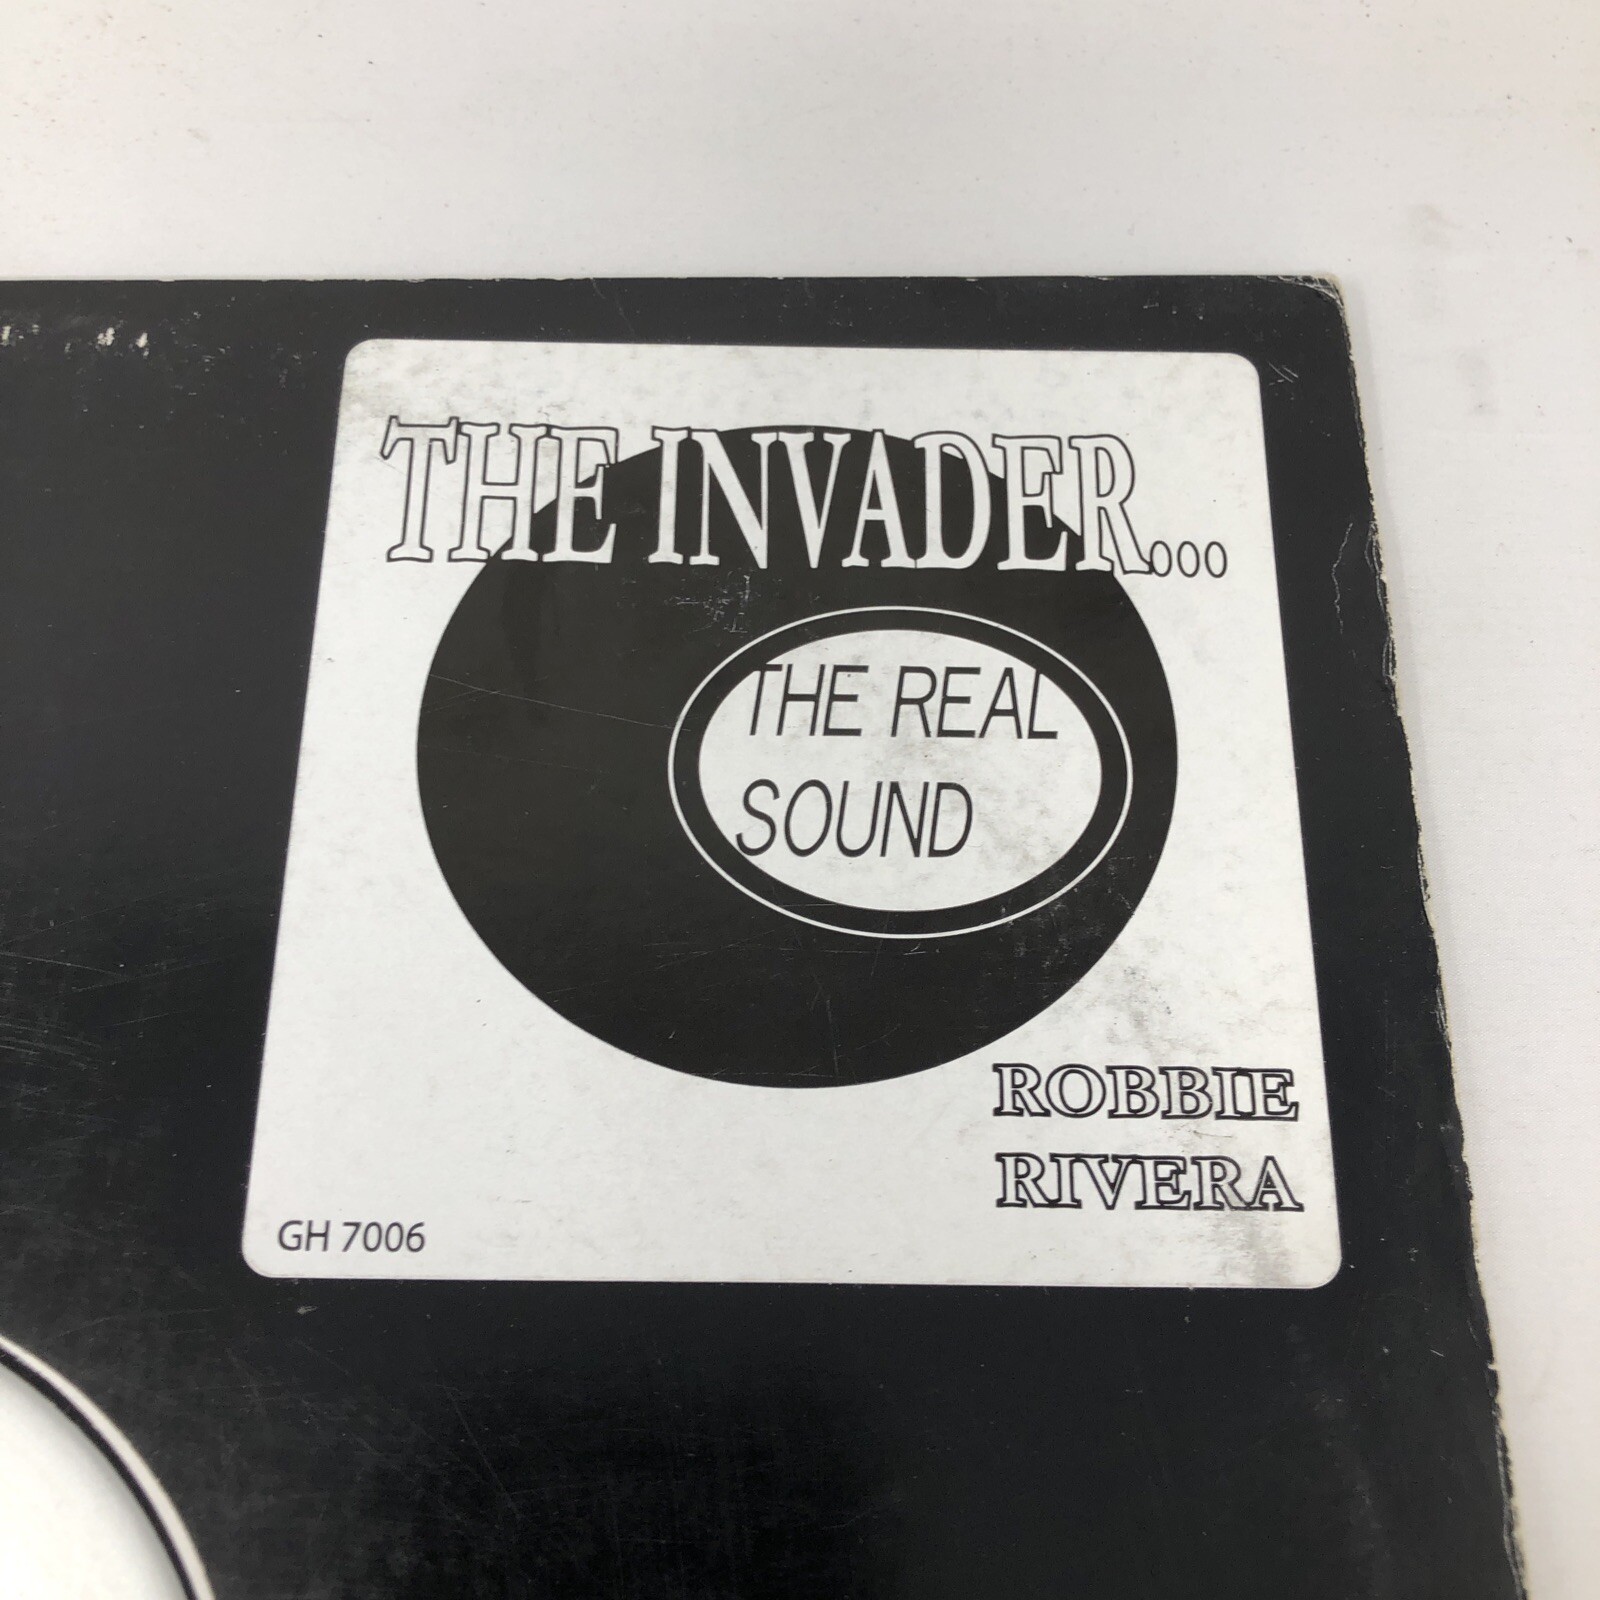 THE INVADER...
THE REAL
SOUND
ROBBIE
RIVERA
GH 7006